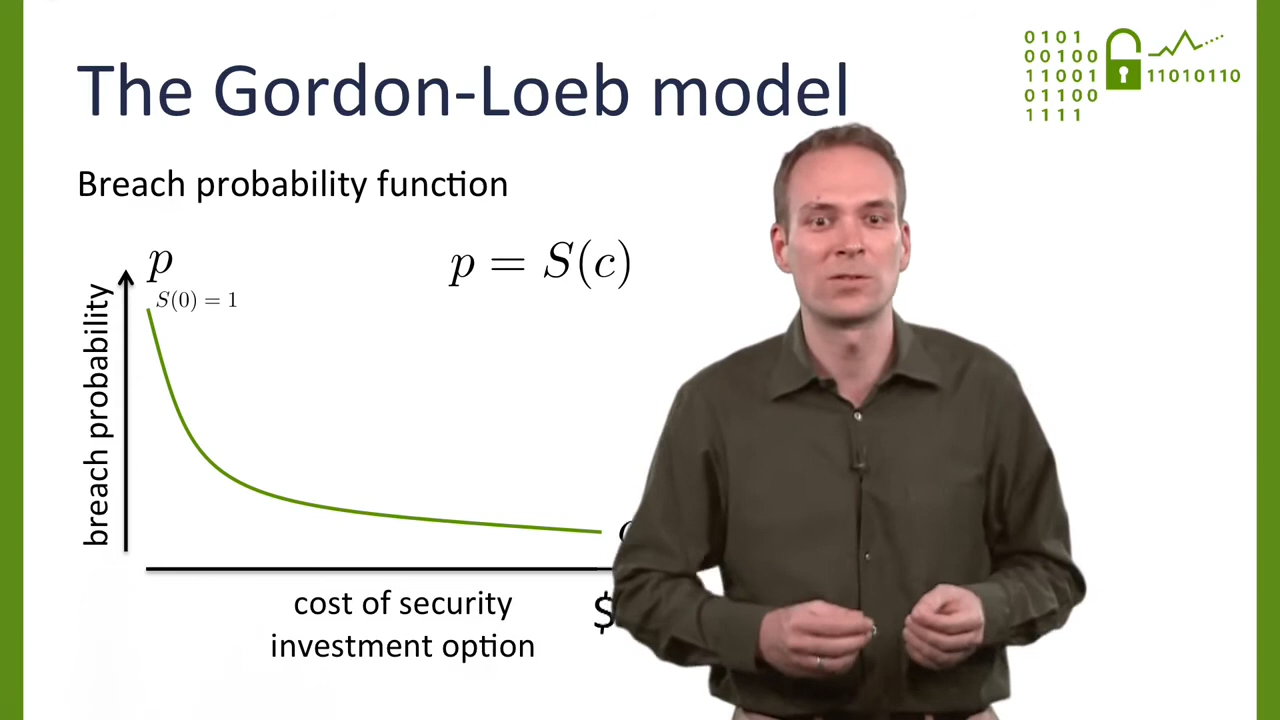 The Gordon-Loeb model
0101
00100
11001
01100
1111
11010110
Breach probability function
p
p = S(c)
S(0) = 1
breach probability
cost of security
investment option
$